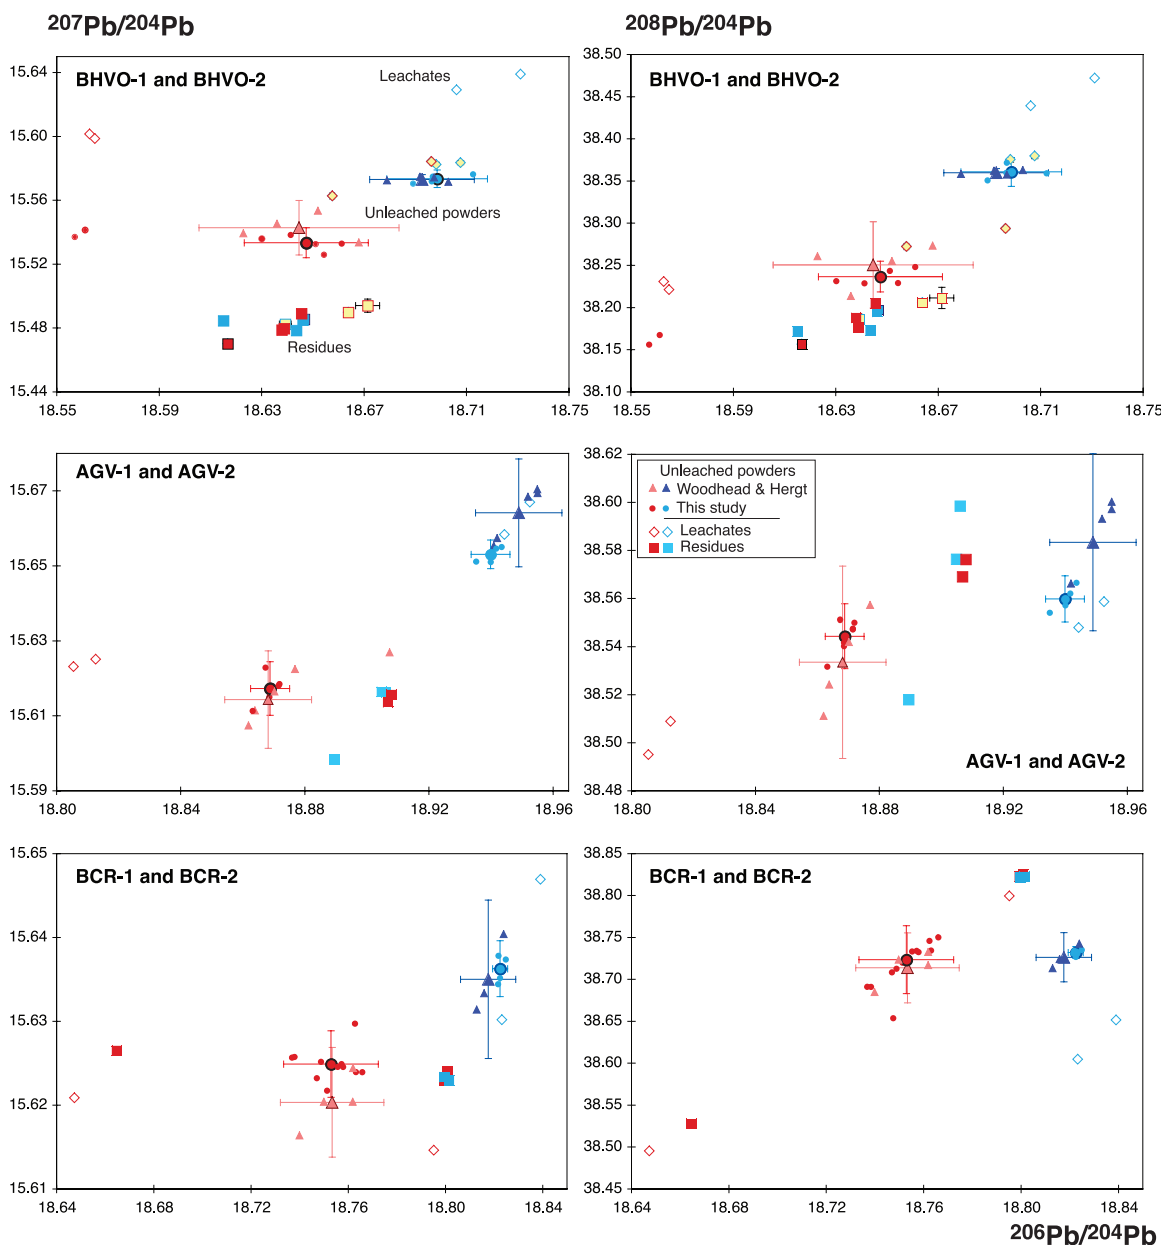 207Pb/204Pb
208Pb/204Pb
BHVO-1 and BHVO-2
Leachates
Unleached powders
Residues
15.64
15.60
15.56
15.52
15.48
15.44
18.55 18.59 18.63 18.67 18.71 18.75
BHVO-1 and BHVO-2
38.50
38.45
38.40
38.35
38.30
38.25
38.20
38.15
38.10
18.55 18.59 18.63 18.67 18.71 18.75
AGV-1 and AGV-2
15.67
15.65
15.63
15.61
15.59
18.80 18.84 18.88 18.92 18.96
38.62
38.60
38.58
38.56
38.54
38.52
38.50
38.48
Unleached powders
Woodhead & Hergt
This study
Leachates
Residues
AGV-1 and AGV-2
18.80 18.84 18.88 18.92 18.96
BCR-1 and BCR-2
15.65
15.64
15.63
15.62
15.61
18.64 18.68 18.72 18.76 18.80 18.84
BCR-1 and BCR-2
38.85
38.80
38.75
38.70
38.65
38.60
38.55
38.50
38.45
18.64 18.68 18.72 18.76 18.80 18.84
206Pb/204Pb